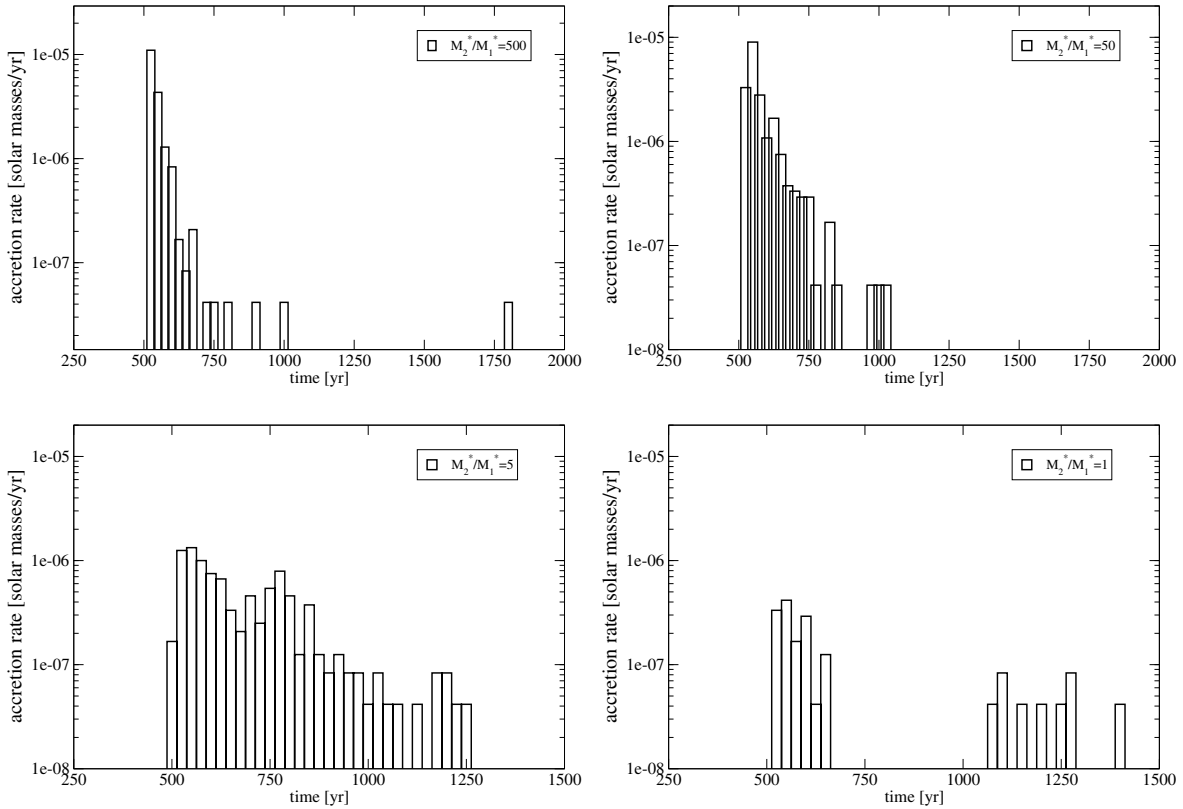 accretion rate [solar masses/yr]
1e-05
1e-06
1e-07
M2*/M1*=500
250 500 750 1000 1250 1500 1750 2000
time [yr]
accretion rate [solar masses/yr]
1e-05
1e-06
1e-07
1e-08
M2*/M1*=50
250 500 750 1000 1250 1500 1750 2000
time [yr]
accretion rate [solar masses/yr]
1e-05
1e-06
1e-07
1e-08
M2*/M1*=5
250 500 750 1000 1250 1500
time [yr]
accretion rate [solar masses/yr]
1e-05
1e-06
1e-07
1e-08
M2*/M1*=1
250 500 750 1000 1250 1500
time [yr]